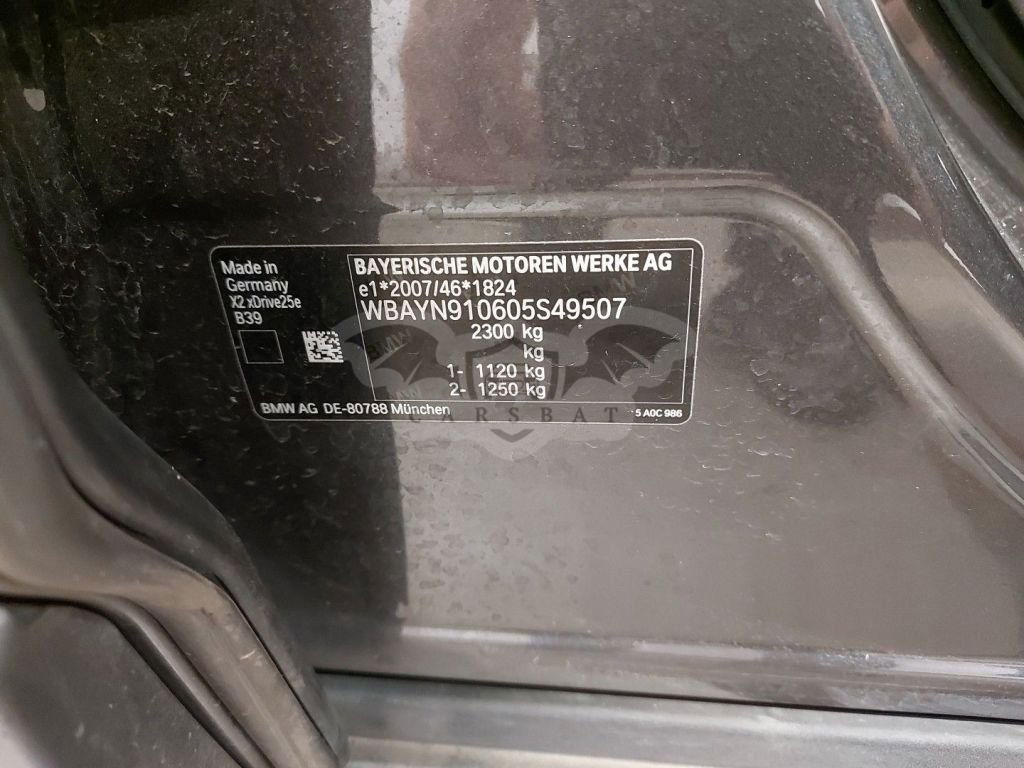 Made in
Germany
X2 xDrive25e
B39
BAYERISCHE MOTOREN WERKE AG
e1*2007/46*1824
WBAYN910605S49507
2300 kg
kg
1- 1120 kg
2- 1250 kg
BMW AG DE-80788 München
5 A0C 986
CARSBAT